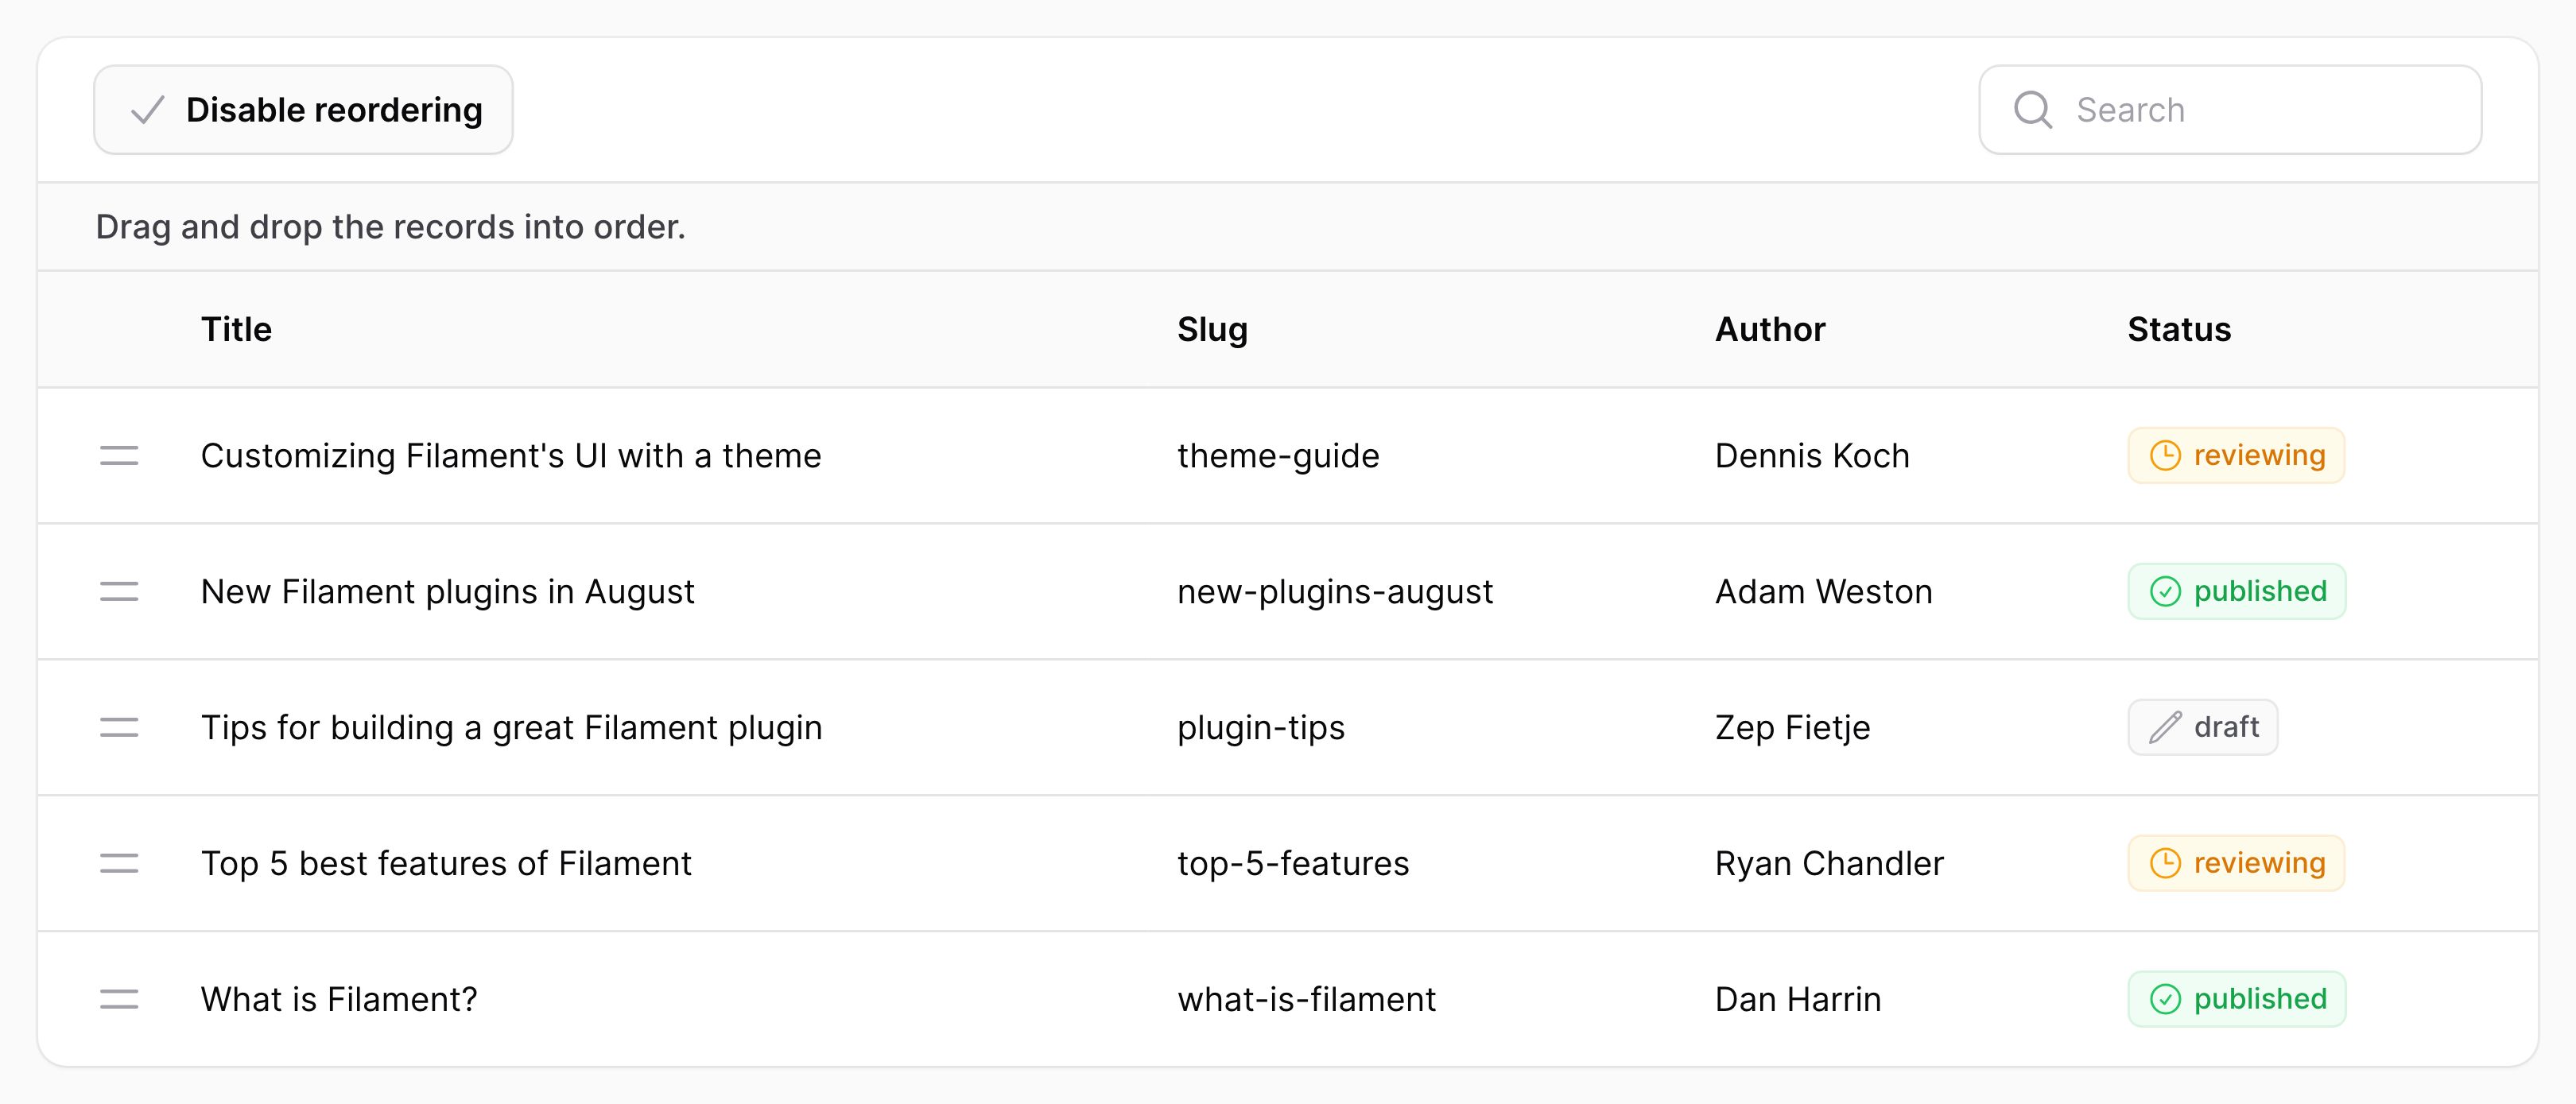 Disable reordering Search
Drag and drop the records into order.
Title Slug Author Status
Customizing Filament's UI with a theme theme-guide Dennis Koch reviewing
New Filament plugins in August new-plugins-august Adam Weston published
Tips for building a great Filament plugin plugin-tips Zep Fietje draft
Top 5 best features of Filament top-5-features Ryan Chandler reviewing
What is Filament? what-is-filament Dan Harrin published